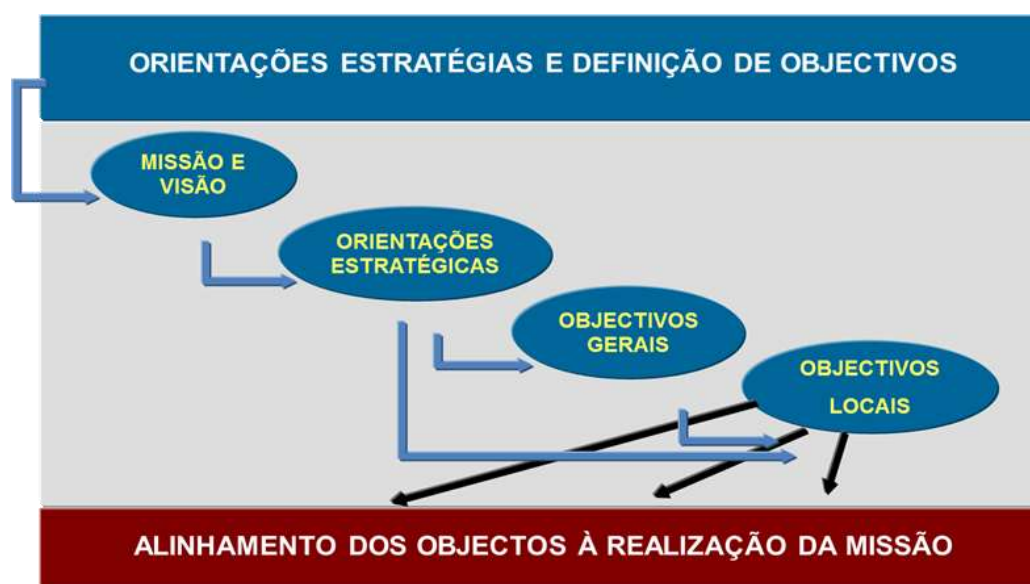 ORIENTAÇÕES ESTRATÉGIAS E DEFINIÇÃO DE OBJECTIVOS
MISSÃO E
VISÃO
ORIENTAÇÕES
ESTRATÉGICAS
OBJECTIVOS
GERAIS
OBJECTIVOS
LOCAIS
ALINHAMENTO DOS OBJECTOS À REALIZAÇÃO DA MISSÃO